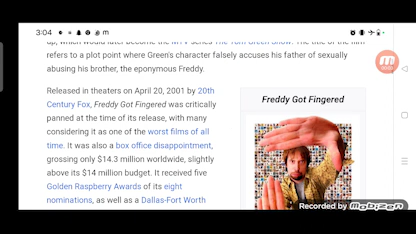 3:04
up, which would later become the MTV series The Tom Green Show. The title of the film
refers to a plot point where Green's character falsely accuses his father of sexually
abusing his brother, the eponymous Freddy.
Released in theaters on April 20, 2001 by 20th
Century Fox, Freddy Got Fingered was critically
panned at the time of its release, with many
considering it as one of the worst films of all
time. It was also a box office disappointment,
grossing only $14.3 million worldwide, slightly
above its $14 million budget. It received five
Golden Raspberry Awards of its eight
nominations, as well as a Dallas-Fort Worth
Freddy Got Fingered
Recorded by MOBIZEN